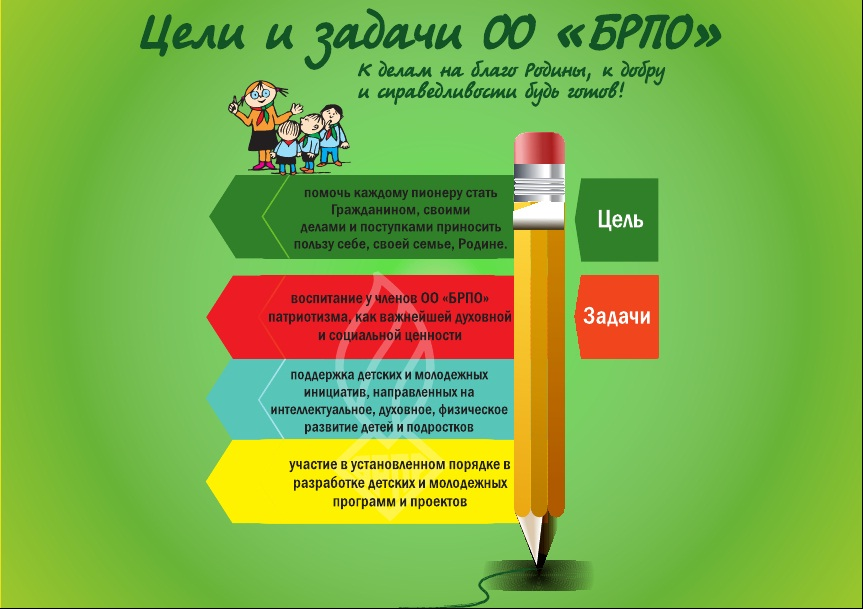 Цели и задачи ОО «БРПО»
К делам на благо Родины, к добру
и справедливости будь готов!
помочь каждому пионеру стать
Гражданином, своими
делами и поступками приносить
пользу себе, своей семье, Родине.
Цель
воспитание у членов ОО «БРПО»
патриотизма, как важнейшей духовной
и социальной ценности
Задачи
поддержка детских и молодежных
инициатив, направленных на
интеллектуальное, духовное, физическое
развитие детей и подростков
участие в установленном порядке в
разработке детских и молодежных
программ и проектов